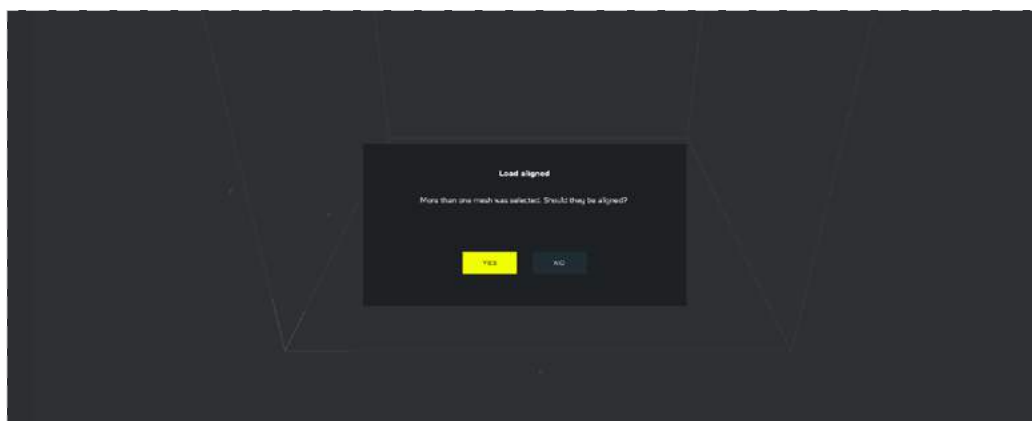 Load aligned
More than one mesh was selected. Should they be aligned?
YES
NO